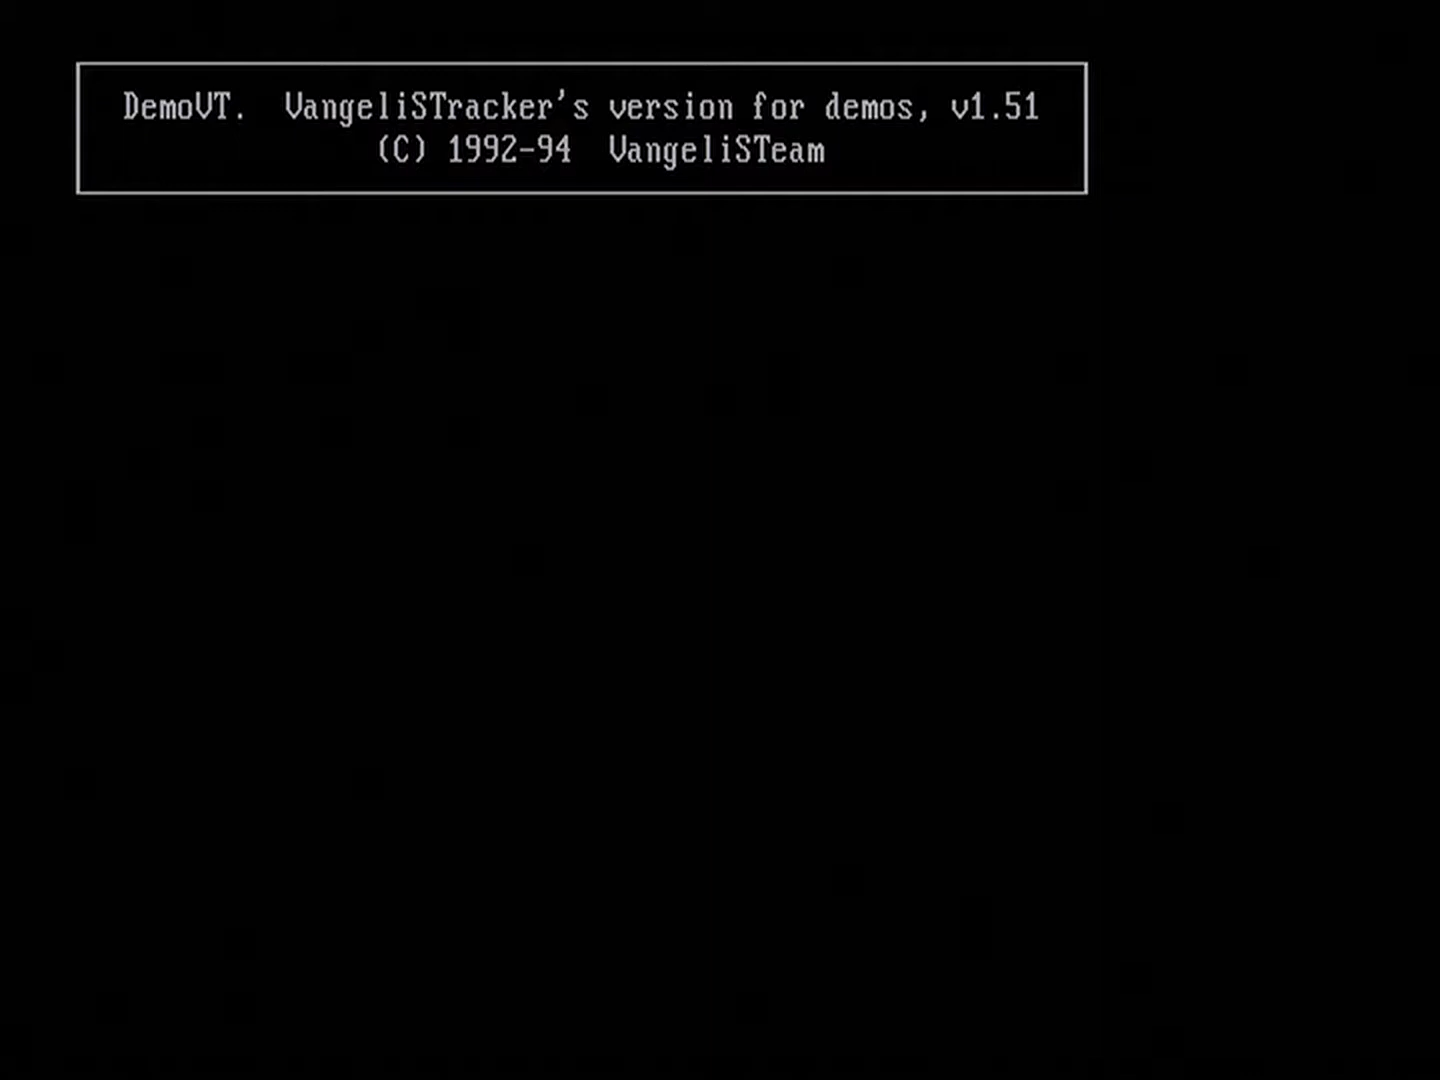 DemoVT.  VangeliSTracker's version for demos, v1.51
(C) 1992-94  VangeliSTeam